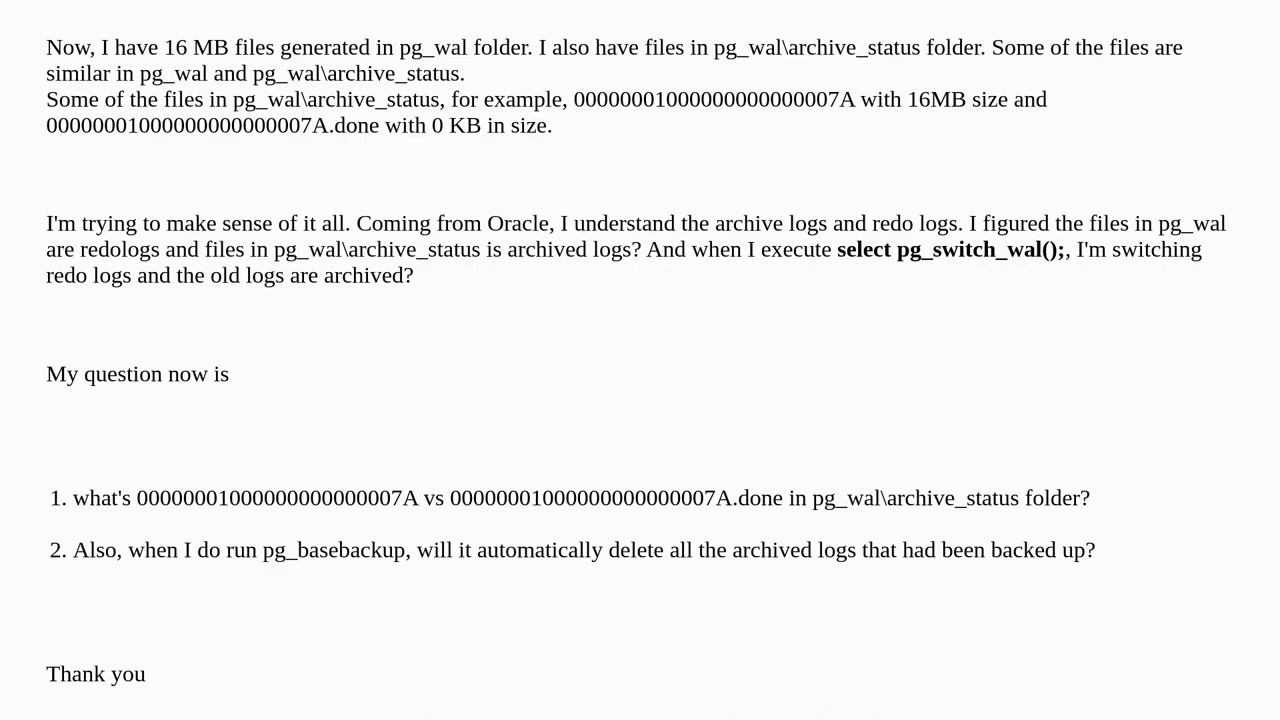 Now, I have 16 MB files generated in pg_wal folder. I also have files in pg_wal\archive_status folder. Some of the files are
similar in pg_wal and pg_wal\archive_status.
Some of the files in pg_wal\archive_status, for example, 00000001000000000000007A with 16MB size and
00000001000000000000007A.done with 0 KB in size.
I'm trying to make sense of it all. Coming from Oracle, I understand the archive logs and redo logs. I figured the files in pg_wal
are redologs and files in pg_wal\archive_status is archived logs? And when I execute select pg_switch_wal();, I'm switching
redo logs and the old logs are archived?
My question now is
1. what's 00000001000000000000007A vs 00000001000000000000007A.done in pg_wal\archive_status folder?
2. Also, when I do run pg_basebackup, will it automatically delete all the archived logs that had been backed up?
Thank you